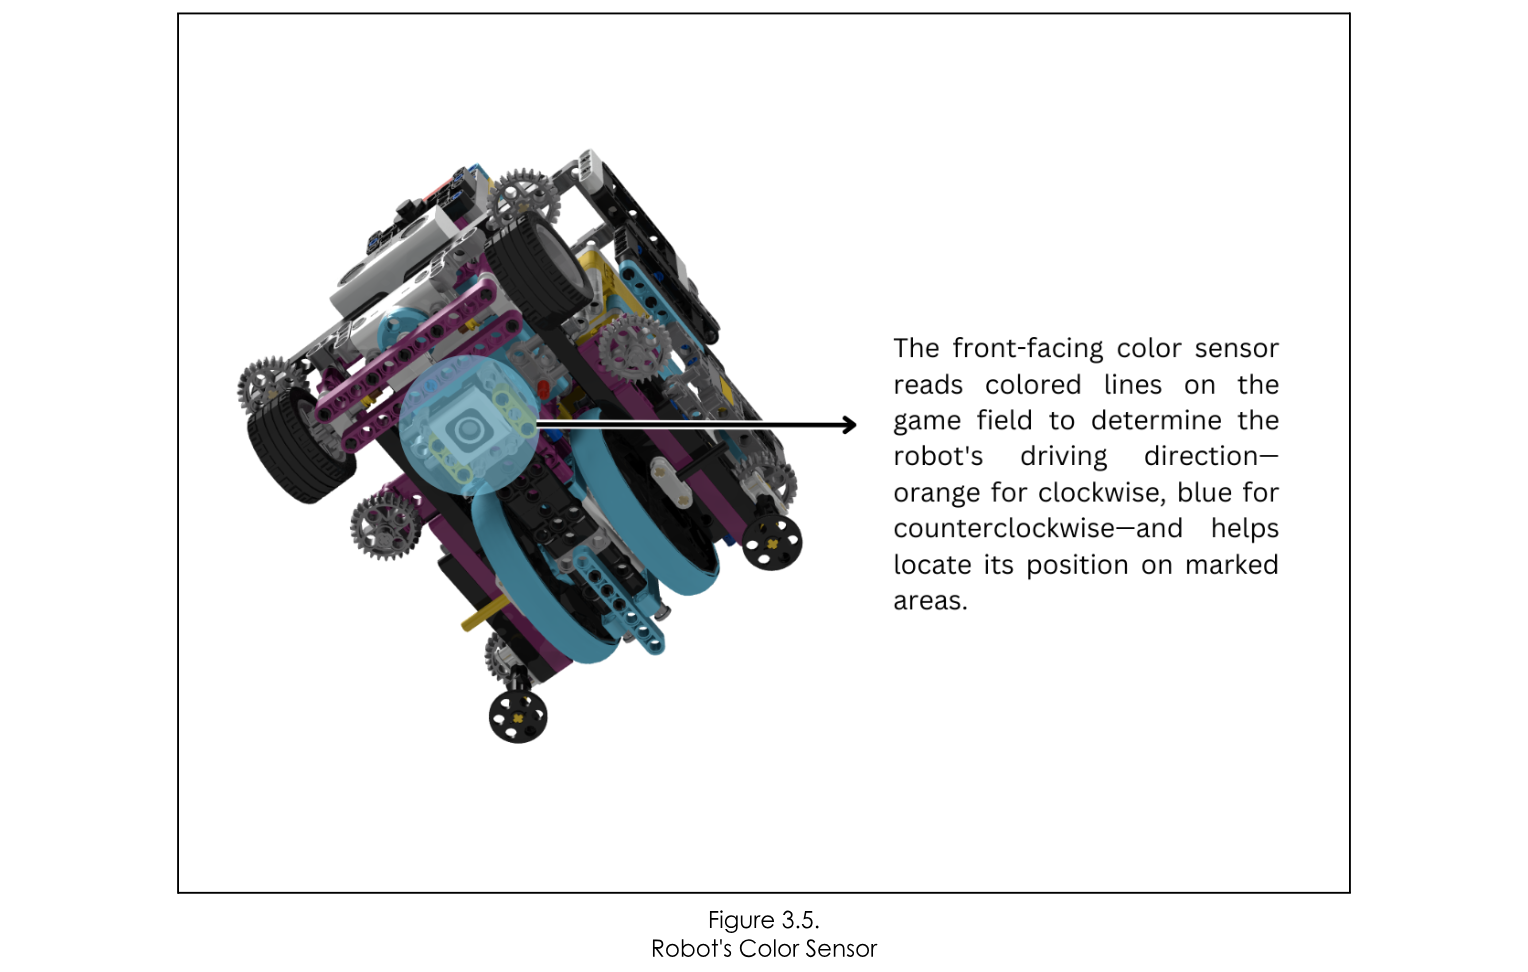 The front-facing color sensor
reads colored lines on the
game field to determine the
robot's driving direction—
orange for clockwise, blue for
counterclockwise—and helps
locate its position on marked
areas.
Figure 3.5.
Robot's Color Sensor